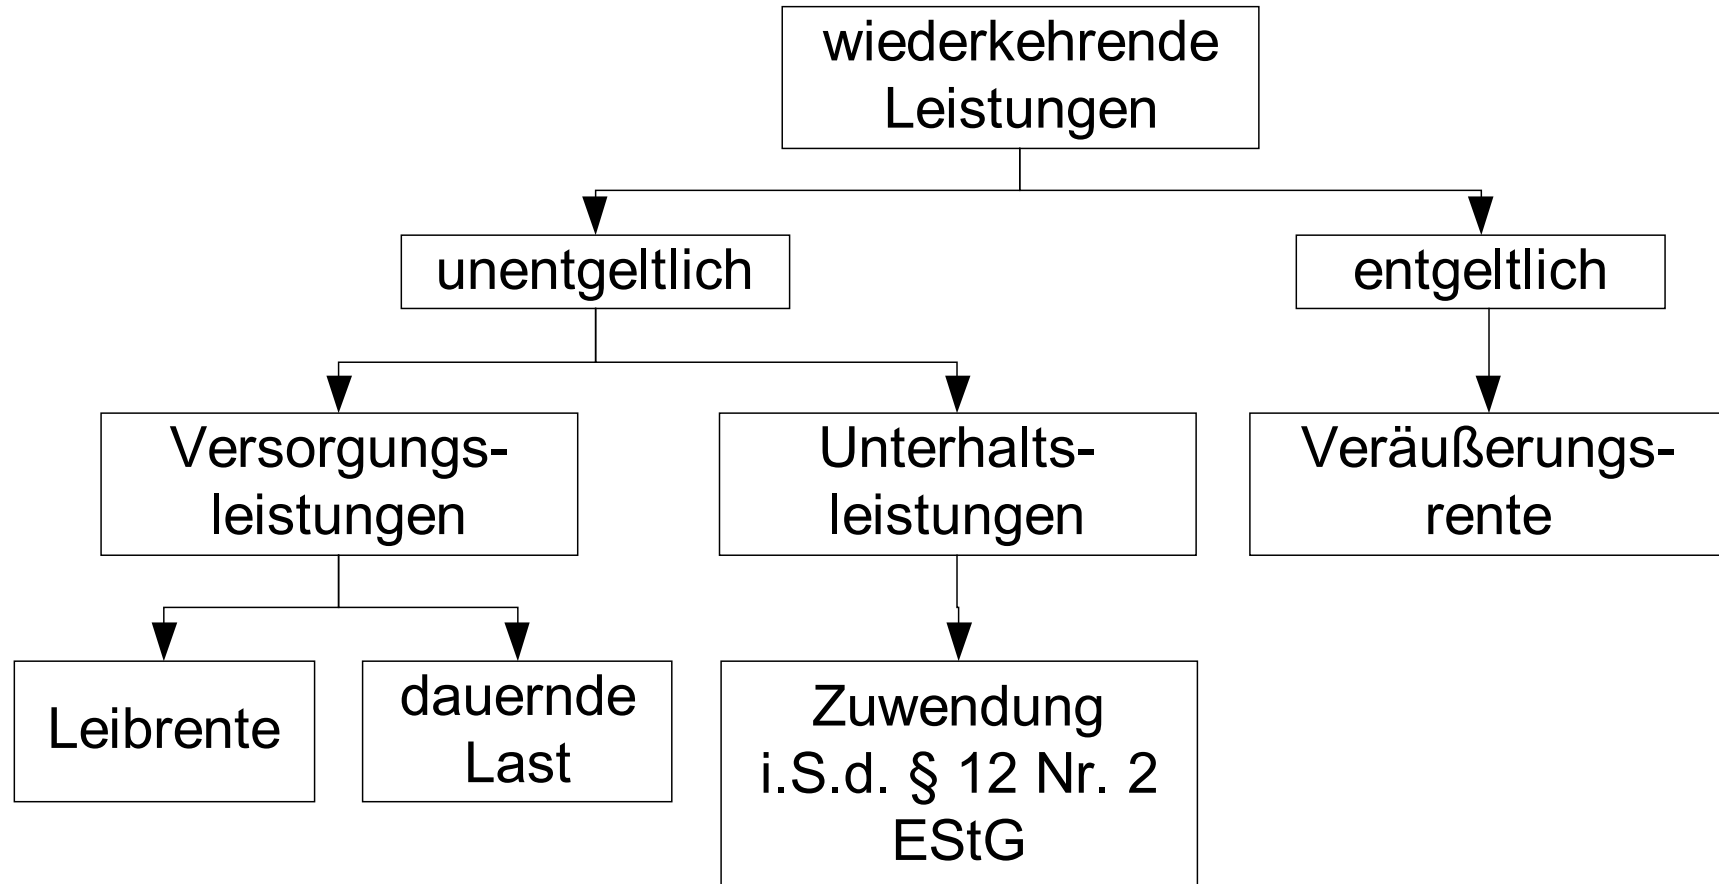 wiederkehrende
Leistungen
unentgeltlich
entgeltlich
Versorgungs-
leistungen
Unterhalts-
leistungen
Veräußerungs-
rente
Leibrente
dauernde
Last
Zuwendung
i.S.d. § 12 Nr. 2
EStG